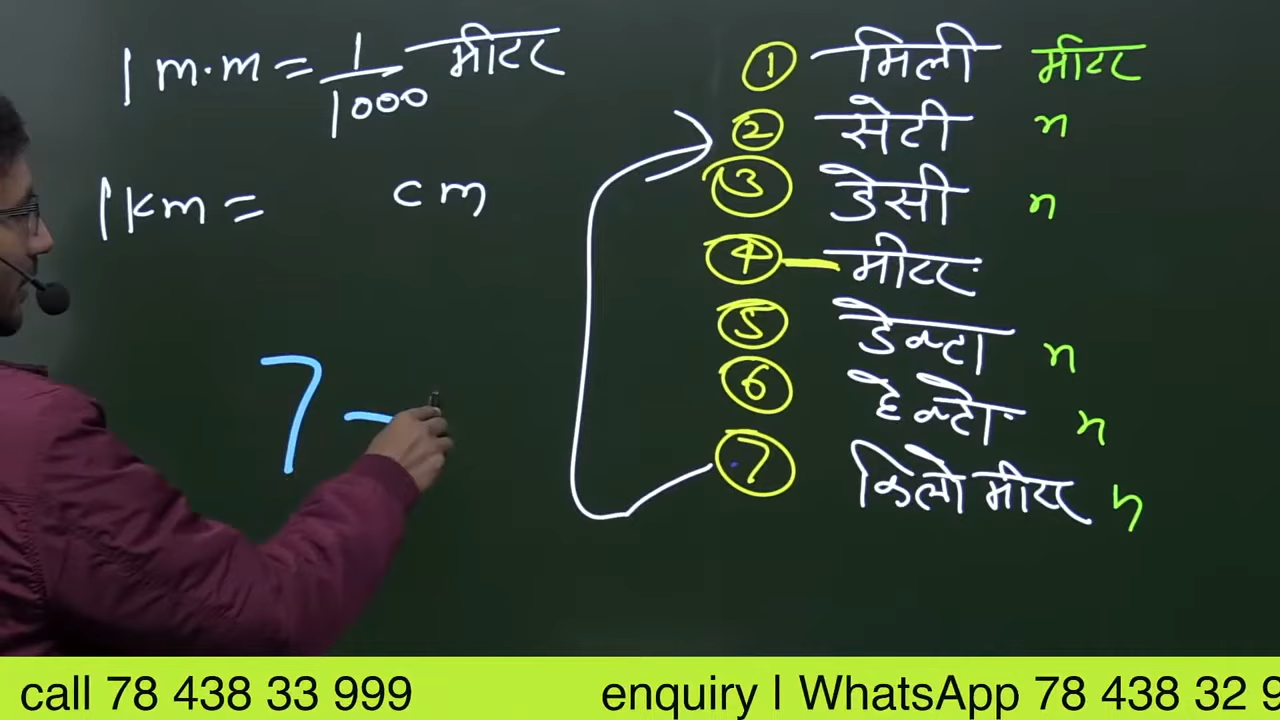 1 m.m = 1/1000 मीटर
1 km = cm
7 -
① मिली मीटर
② सेंटी "
③ डेसी "
④ - मीटर
⑤ डेक्टा "
⑥ हेक्टो "
⑦ किलो मीटर "
call 78 438 33 999 enquiry | WhatsApp 78 438 32 9